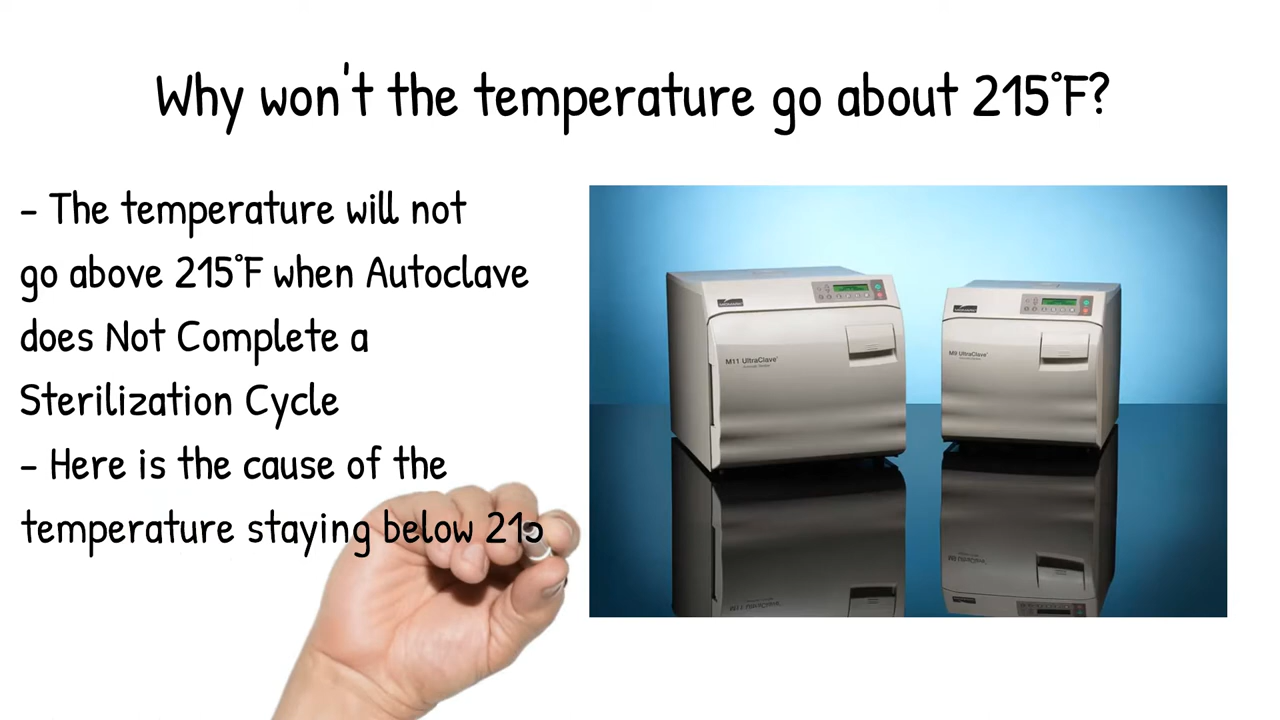 Why won't the temperature go about 215°F?
- The temperature will not
go above 215°F when Autoclave
does Not Complete a
Sterilization Cycle
- Here is the cause of the
temperature staying below 215
M11 UltraClave
M9 UltraClave